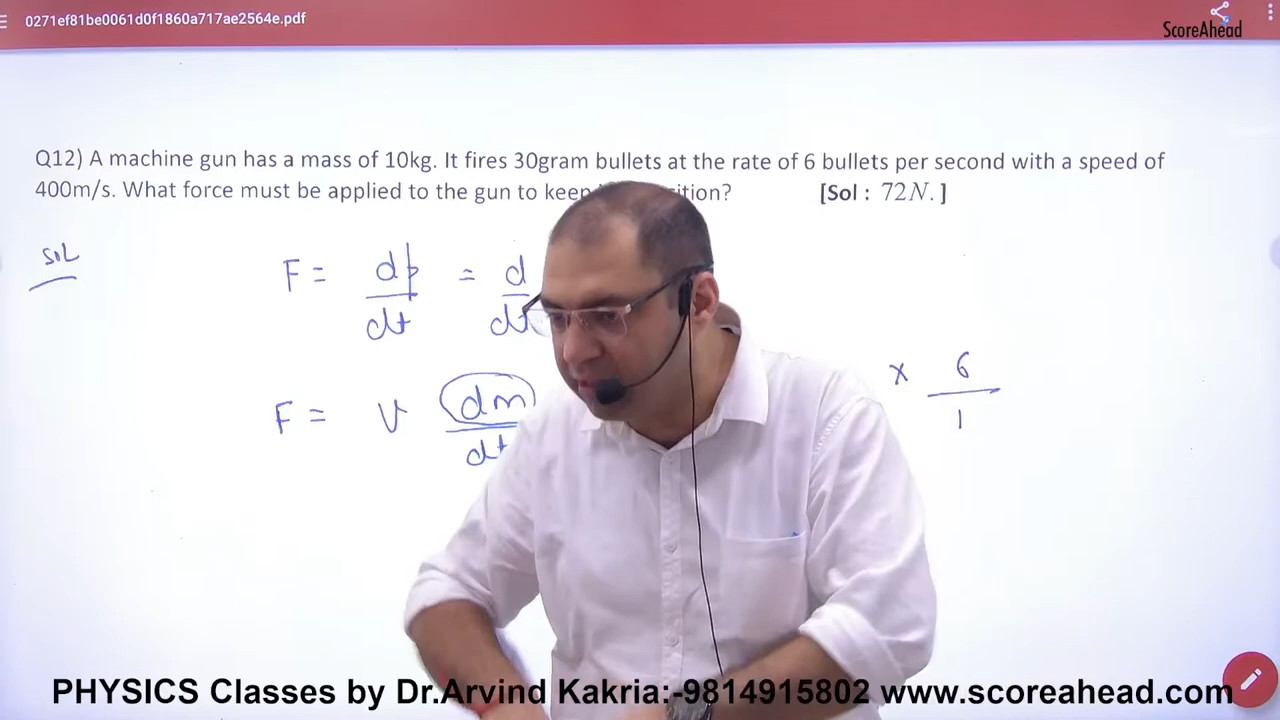 0271ef81be0061d0f1860a717ae2564e.pdf
ScoreAhead
Q12) A machine gun has a mass of 10kg. It fires 30gram bullets at the rate of 6 bullets per second with a speed of
400m/s. What force must be applied to the gun to keep ition? [Sol : 72N. ]
SOL
F = dp/dt = d/dt
F = v dm/dt × 6/1
PHYSICS Classes by Dr.Arvind Kakria:-9814915802 www.scoreahead.com